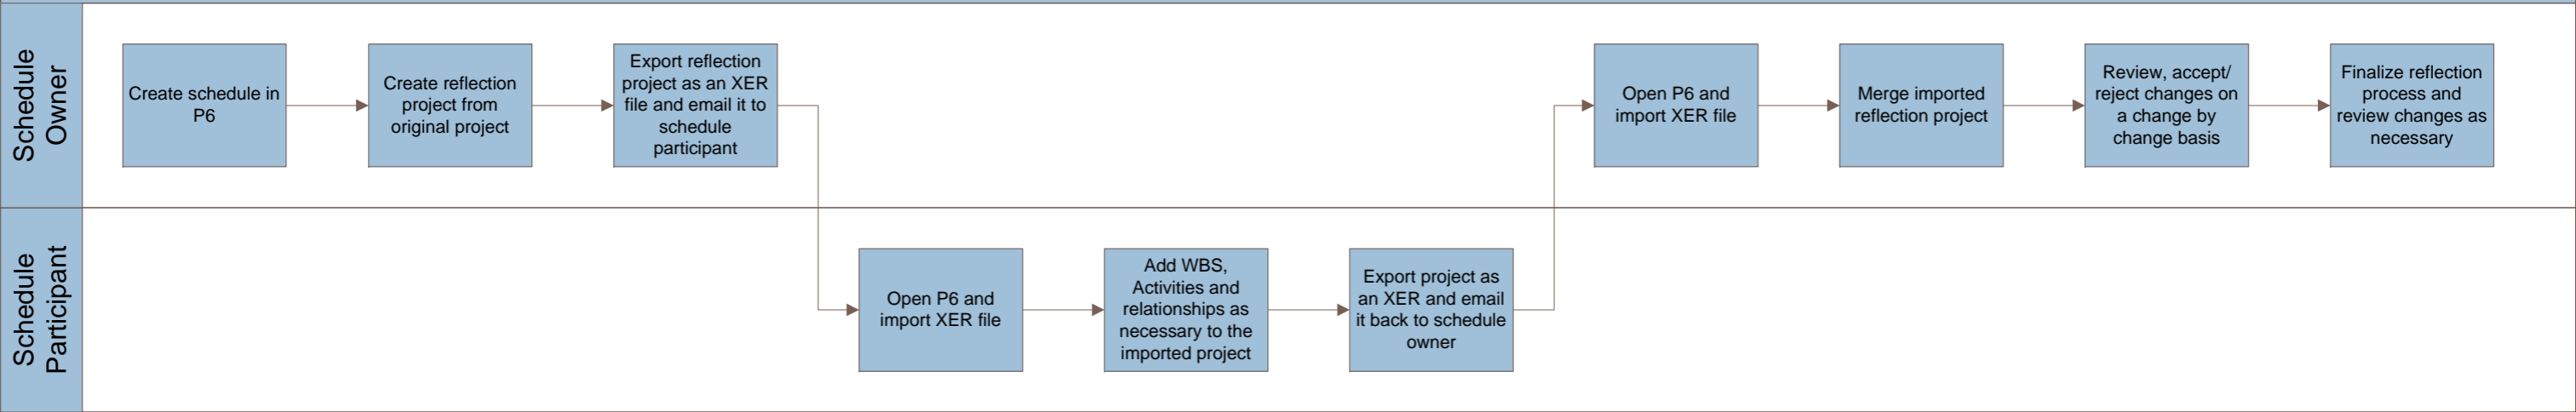 Schedule
Owner
Create schedule in
P6
Create reflection
project from
original project
Export reflection
project as an XER
file and email it to
schedule
participant
Open P6 and
import XER file
Merge imported
reflection project
Review, accept/
reject changes on
a change by
change basis
Finalize reflection
process and
review changes as
necessary
Schedule
Participant
Open P6 and
import XER file
Add WBS,
Activities and
relationships as
necessary to the
imported project
Export project as
an XER and email
it back to schedule
owner